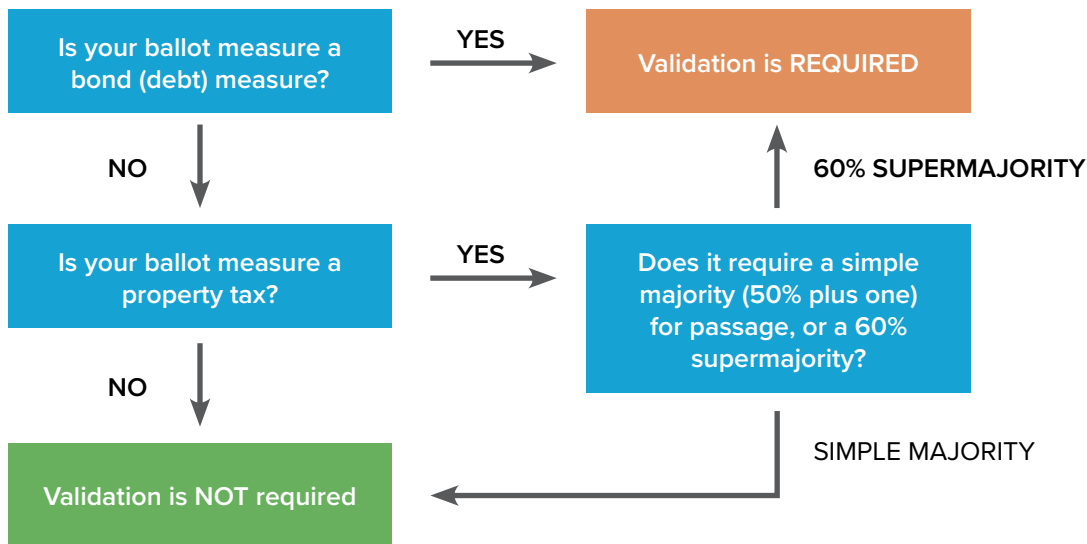 Is your ballot measure a
bond (debt) measure?
YES
Validation is REQUIRED
NO
60% SUPERMAJORITY
Is your ballot measure a
property tax?
YES
Does it require a simple
majority (50% plus one)
for passage, or a 60%
supermajority?
NO
SIMPLE MAJORITY
Validation is NOT required